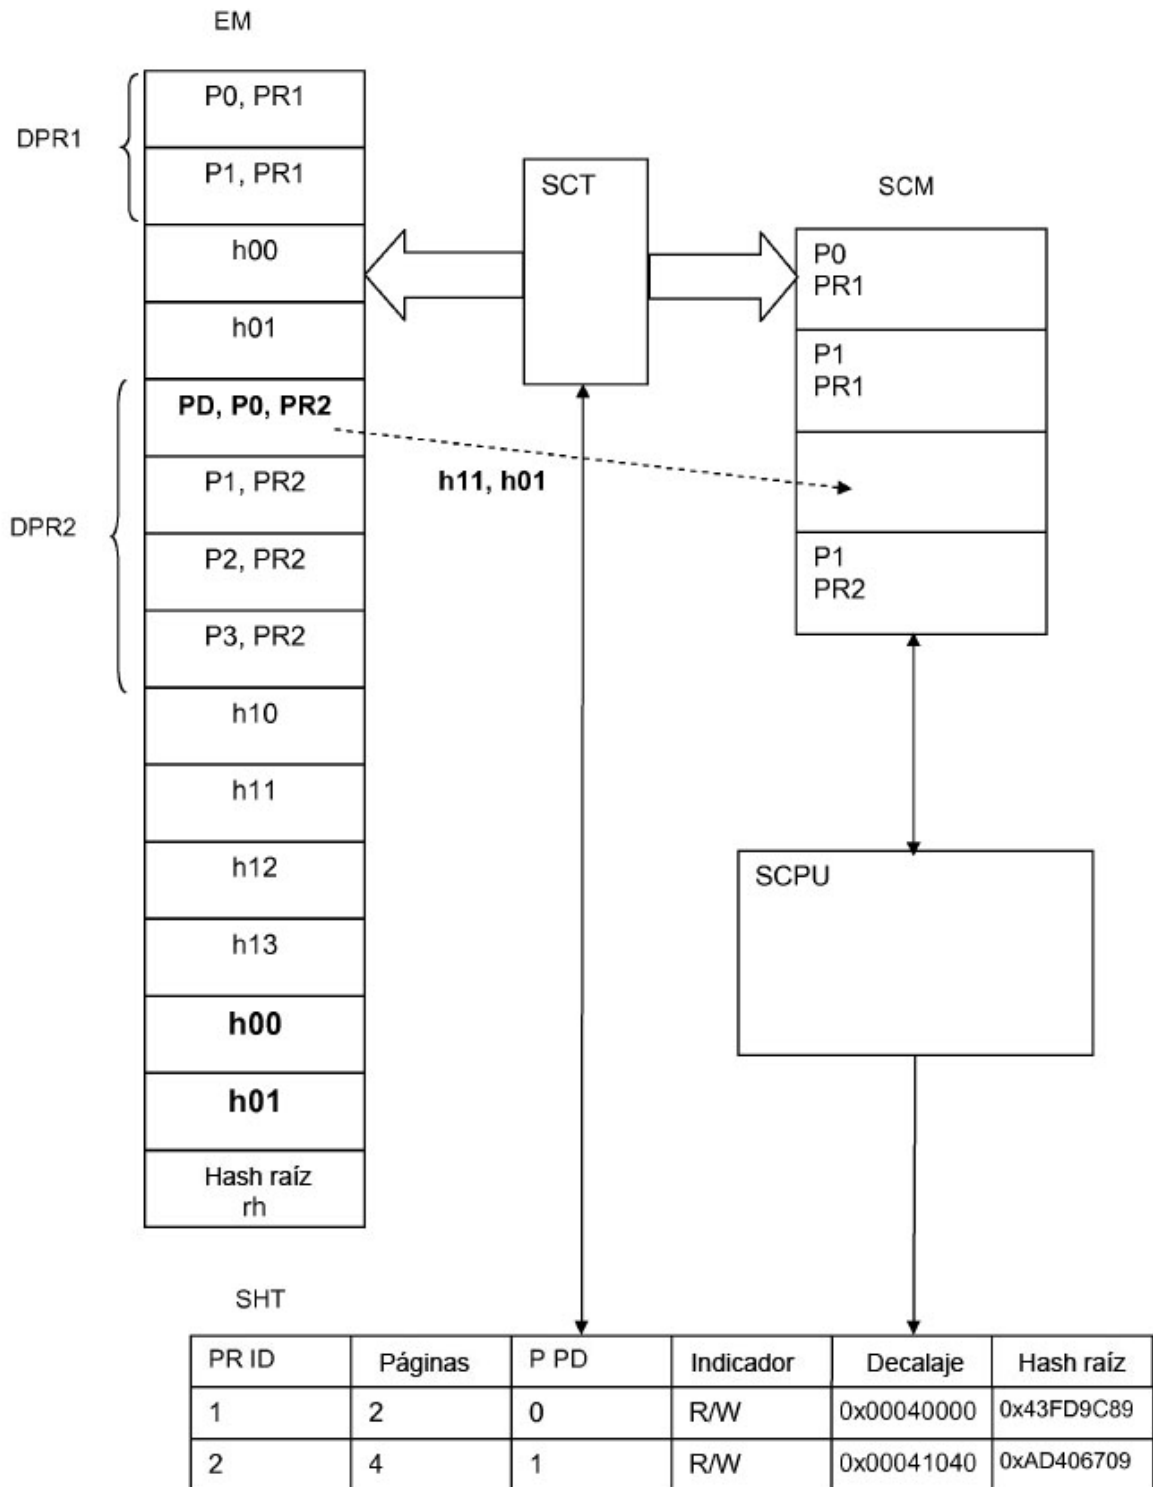 EM
P0, PR1
DPR1
P1, PR1
SCT
SCM
h00
P0
PR1
h01
P1
PR1
PD, P0, PR2
P1, PR2
h11, h01
DPR2
P2, PR2
P1
PR2
P3, PR2
h10
h11
h12
SCPU
h13
h00
h01
Hash raíz
rh
SHT
PR ID Páginas P PD Indicador Decalaje Hash raíz
1 2 0 R/W 0x00040000 0x43FD9C89
2 4 1 R/W 0x00041040 0xAD406709